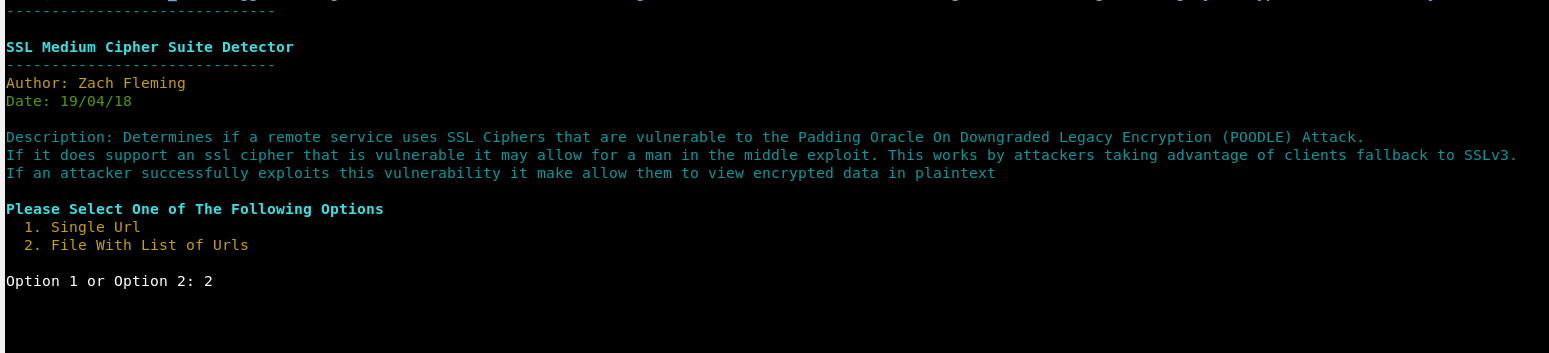 ------------------------------
SSL Medium Cipher Suite Detector
------------------------------
Author: Zach Fleming
Date: 19/04/18
Description: Determines if a remote service uses SSL Ciphers that are vulnerable to the Padding Oracle On Downgraded Legacy Encryption (POODLE) Attack.
If it does support an ssl cipher that is vulnerable it may allow for a man in the middle exploit. This works by attackers taking advantage of clients fallback to SSLv3.
If an attacker successfully exploits this vulnerability it make allow them to view encrypted data in plaintext
Please Select One of The Following Options
1. Single Url
2. File With List of Urls
Option 1 or Option 2: 2